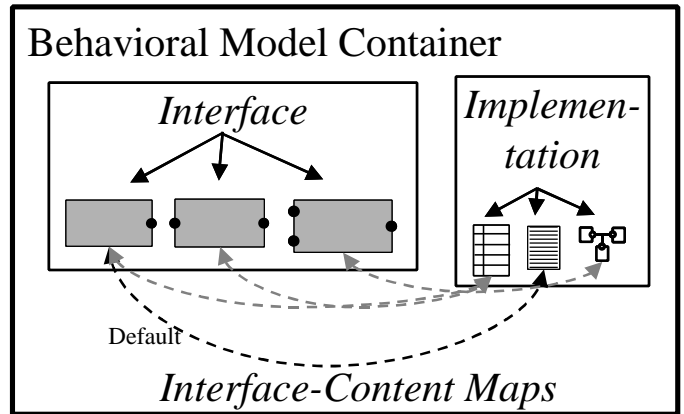 Behavioral Model Container
Interface
Implemen-
tation
Default
Interface-Content Maps